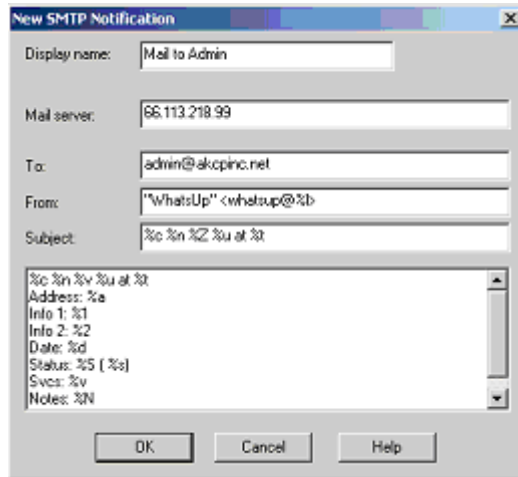 New SMTP Notification
Display name: Mail to Admin
Mail server: 66.113.218.99
To: admin@akcpinc.net
From: "WhatsUp" <whatsup@%I>
Subject: %c %n %Z %u at %t
%c %n %v %u at %t
Address: %a
Info 1: %1
Info 2: %2
Date: %d
Status: %S ( %s)
Svcs: %v
Notes: %N
OK Cancel Help